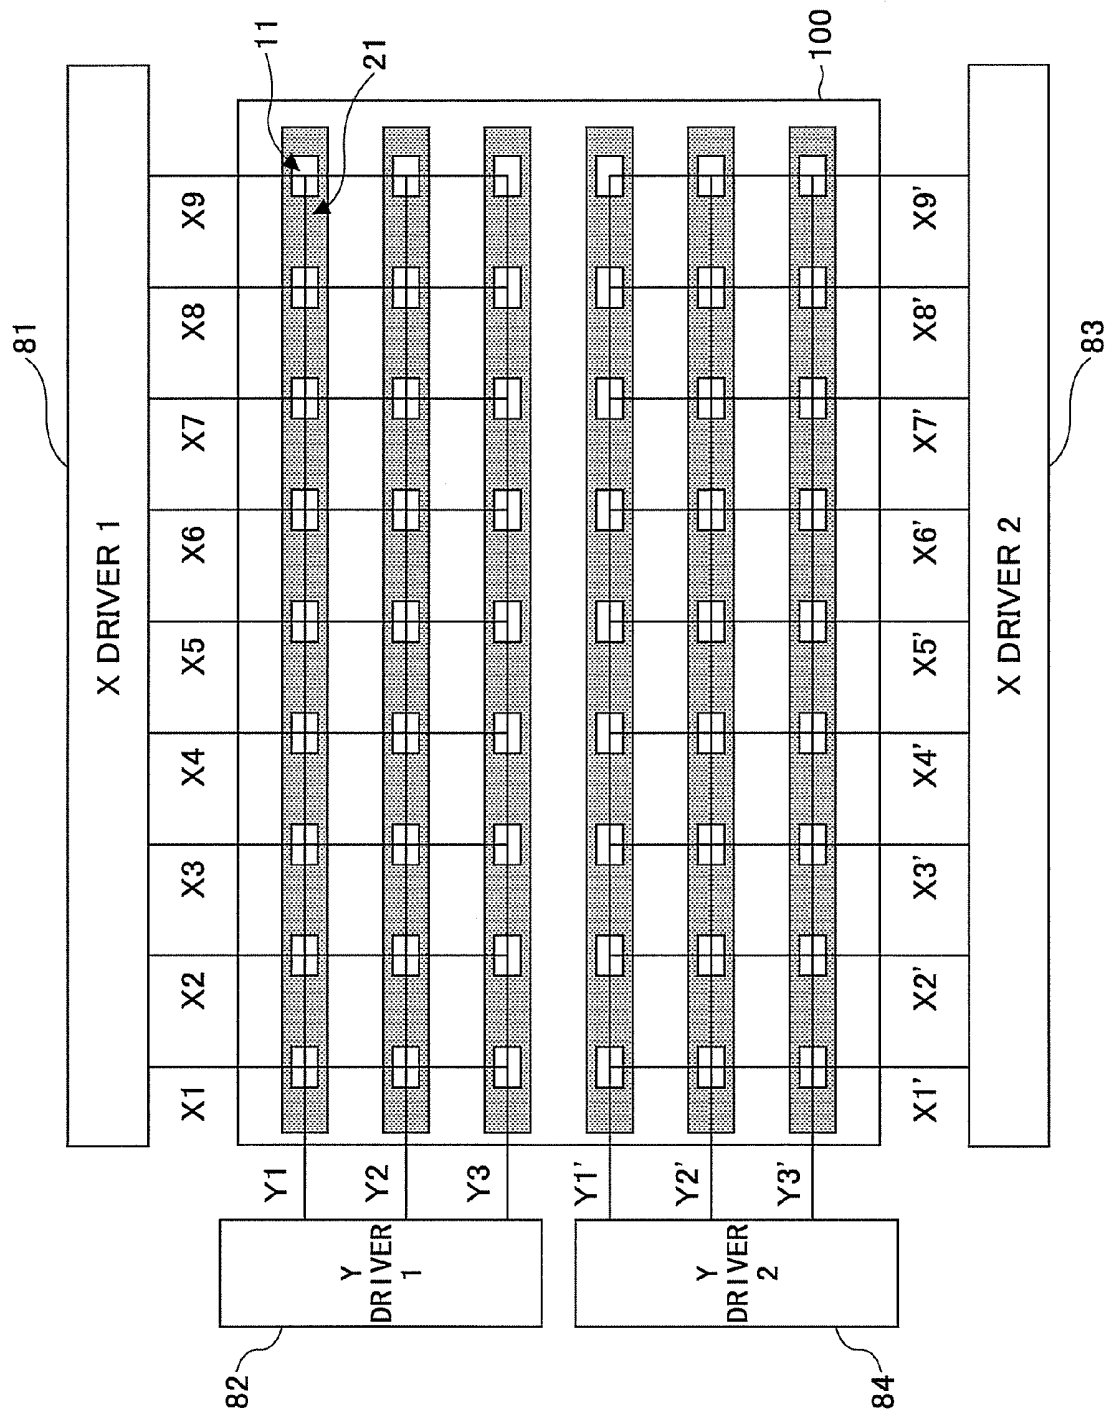 81
X DRIVER 1
X1
X2
X3
X4
X5
X6
X7
X8
X9
11
21
82
Y
DRIVER
1
Y1
Y2
Y3
84
Y
DRIVER
2
Y1'
Y2'
Y3'
100
X1'
X2'
X3'
X4'
X5'
X6'
X7'
X8'
X9'
X DRIVER 2
83